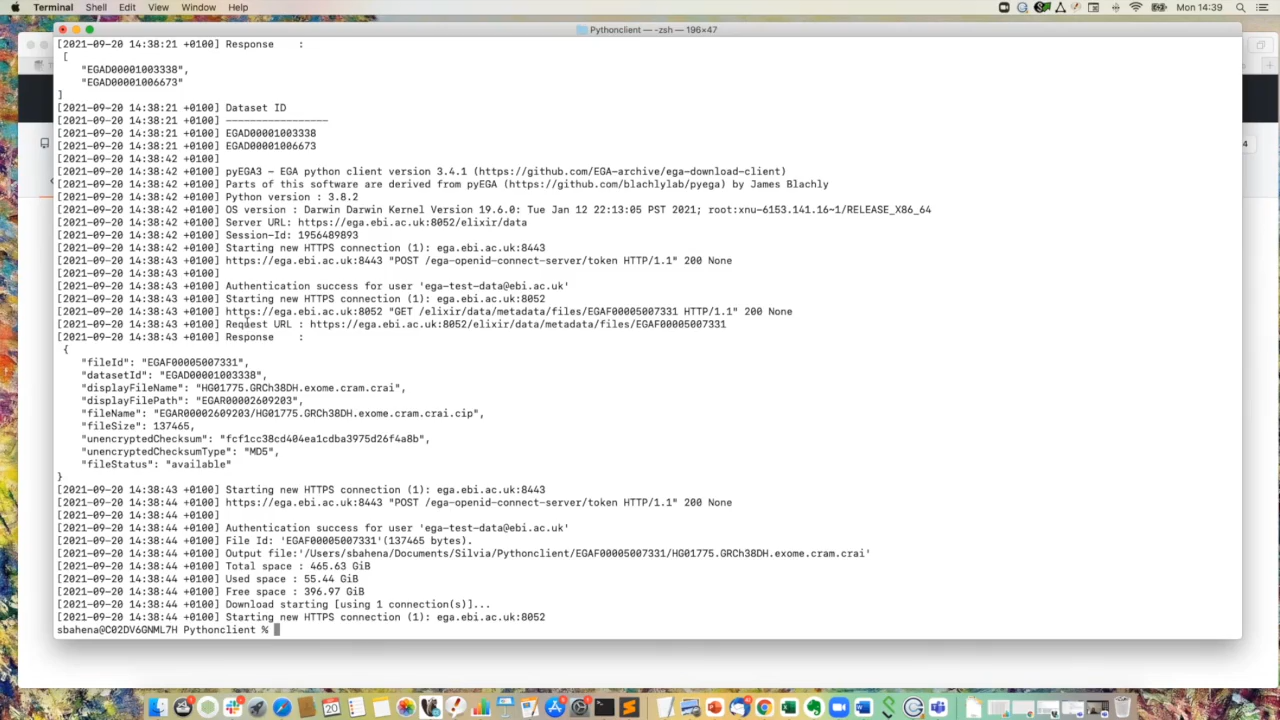 Terminal Shell Edit View Window Help Mon 14:39
Pythonclient — -zsh — 196×47
[2021-09-20 14:38:21 +0100] Response :
[
"EGAD00001003338",
"EGAD00001006673"
]
[2021-09-20 14:38:21 +0100] Dataset ID
[2021-09-20 14:38:21 +0100] -----------------
[2021-09-20 14:38:21 +0100] EGAD00001003338
[2021-09-20 14:38:21 +0100] EGAD00001006673
[2021-09-20 14:38:42 +0100]
[2021-09-20 14:38:42 +0100] pyEGA3 - EGA python client version 3.4.1 (https://github.com/EGA-archive/ega-download-client)
[2021-09-20 14:38:42 +0100] Parts of this software are derived from pyEGA (https://github.com/blachlylab/pyega) by James Blachly
[2021-09-20 14:38:42 +0100] Python version : 3.8.2
[2021-09-20 14:38:42 +0100] OS version : Darwin Darwin Kernel Version 19.6.0: Tue Jan 12 22:13:05 PST 2021; root:xnu-6153.141.16~1/RELEASE_X86_64
[2021-09-20 14:38:42 +0100] Server URL: https://ega.ebi.ac.uk:8052/elixir/data
[2021-09-20 14:38:42 +0100] Session-Id: 1956489893
[2021-09-20 14:38:42 +0100] Starting new HTTPS connection (1): ega.ebi.ac.uk:8443
[2021-09-20 14:38:43 +0100] https://ega.ebi.ac.uk:8443 "POST /ega-openid-connect-server/token HTTP/1.1" 200 None
[2021-09-20 14:38:43 +0100]
[2021-09-20 14:38:43 +0100] Authentication success for user 'ega-test-data@ebi.ac.uk'
[2021-09-20 14:38:43 +0100] Starting new HTTPS connection (1): ega.ebi.ac.uk:8052
[2021-09-20 14:38:43 +0100] https://ega.ebi.ac.uk:8052 "GET /elixir/data/metadata/files/EGAF00005007331 HTTP/1.1" 200 None
[2021-09-20 14:38:43 +0100] Request URL : https://ega.ebi.ac.uk:8052/elixir/data/metadata/files/EGAF00005007331
[2021-09-20 14:38:43 +0100] Response :
{
"fileId": "EGAF00005007331",
"datasetId": "EGAD00001003338",
"displayFileName": "HG01775.GRCh38DH.exome.cram.crai",
"displayFilePath": "EGAR00002609203",
"fileName": "EGAR00002609203/HG01775.GRCh38DH.exome.cram.crai.cip",
"fileSize": 137465,
"unencryptedChecksum": "fcf1cc38cd404ea1cdba3975d26f4a8b",
"unencryptedChecksumType": "MD5",
"fileStatus": "available"
}
[2021-09-20 14:38:43 +0100] Starting new HTTPS connection (1): ega.ebi.ac.uk:8443
[2021-09-20 14:38:44 +0100] https://ega.ebi.ac.uk:8443 "POST /ega-openid-connect-server/token HTTP/1.1" 200 None
[2021-09-20 14:38:44 +0100]
[2021-09-20 14:38:44 +0100] Authentication success for user 'ega-test-data@ebi.ac.uk'
[2021-09-20 14:38:44 +0100] File Id: 'EGAF00005007331'(137465 bytes).
[2021-09-20 14:38:44 +0100] Output file:'/Users/sbahena/Documents/Silvia/Pythonclient/EGAF00005007331/HG01775.GRCh38DH.exome.cram.crai'
[2021-09-20 14:38:44 +0100] Total space : 465.63 GiB
[2021-09-20 14:38:44 +0100] Used space : 55.44 GiB
[2021-09-20 14:38:44 +0100] Free space : 396.97 GiB
[2021-09-20 14:38:44 +0100] Download starting [using 1 connection(s)]...
[2021-09-20 14:38:44 +0100] Starting new HTTPS connection (1): ega.ebi.ac.uk:8052
sbahena@C02DV6GNML7H Pythonclient %